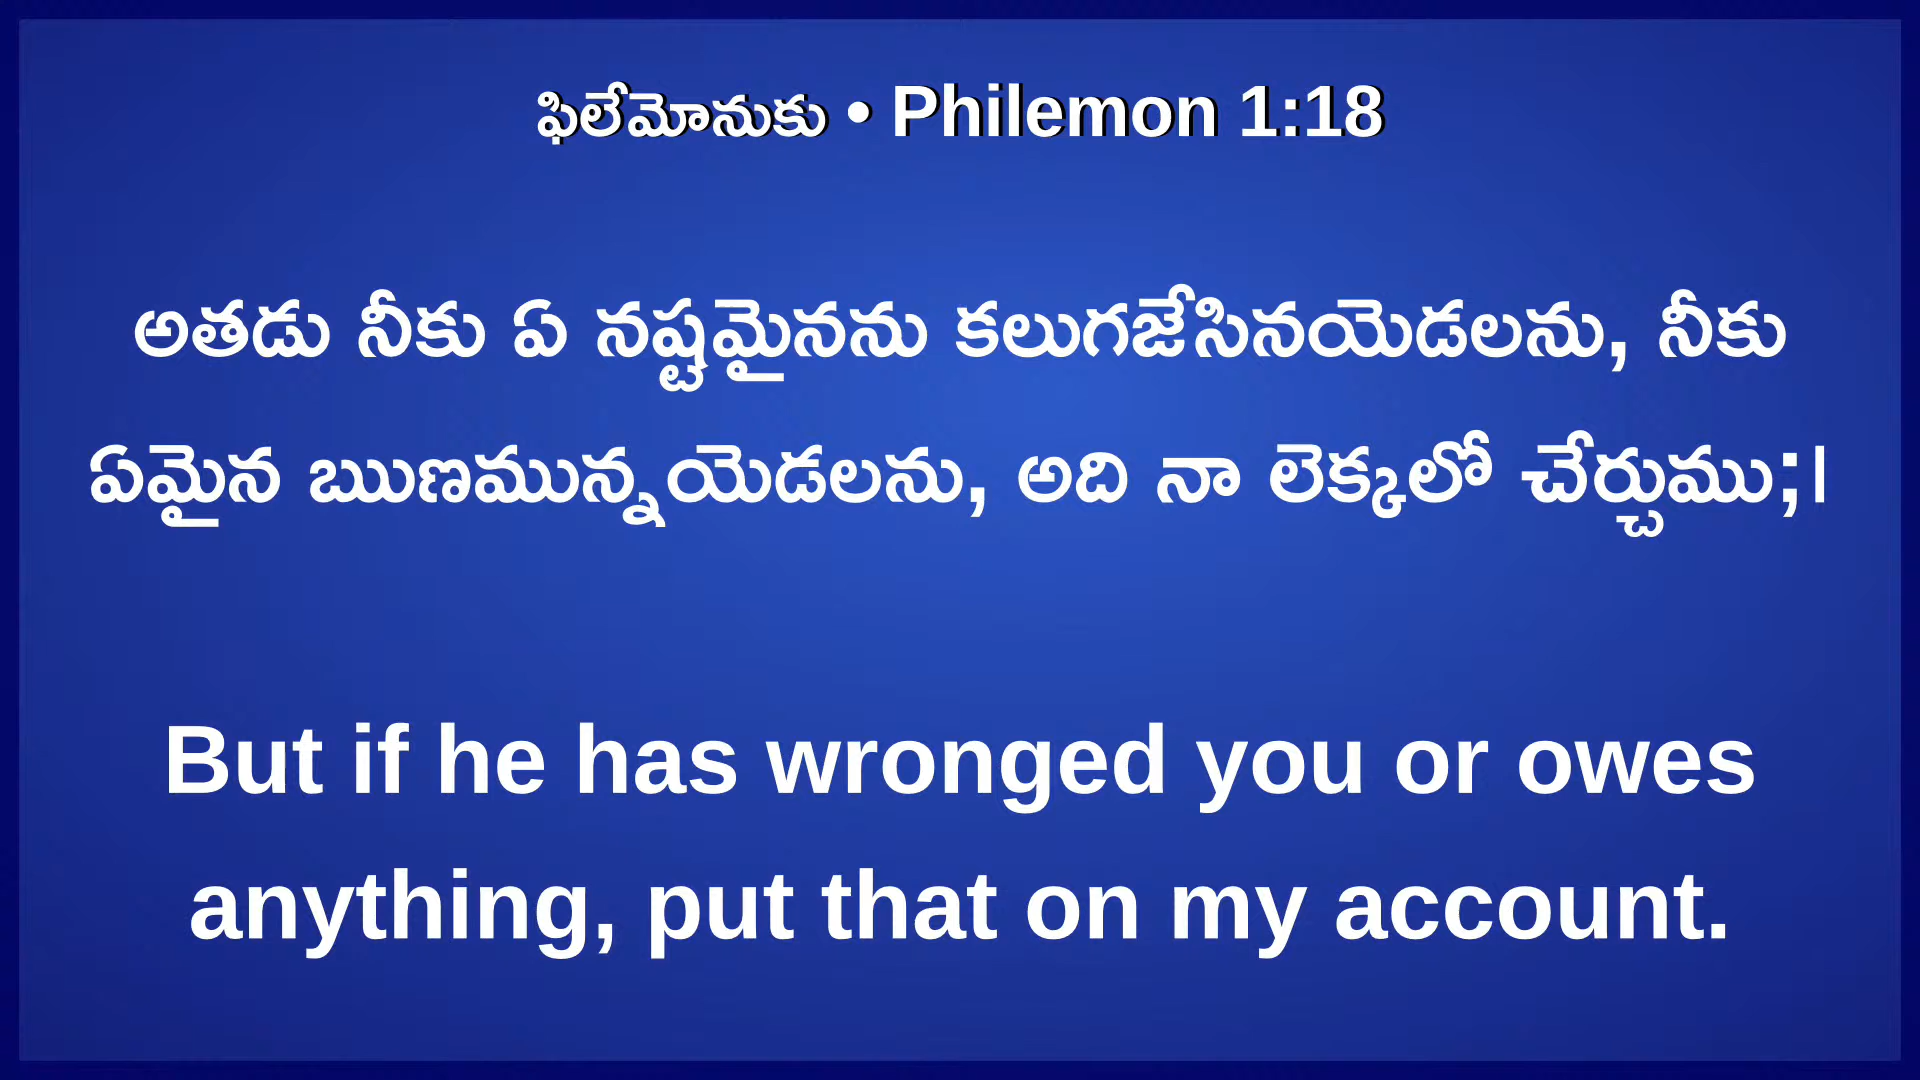 ఫిలేమోనుకు • Philemon 1:18
అతడు నీకు ఏ నష్టమైనను కలుగజేసినయెడలను, నీకు
ఏమైన ఋణమున్నయెడలను, అది నా లెక్కలో చేర్చుము;।
But if he has wronged you or owes
anything, put that on my account.